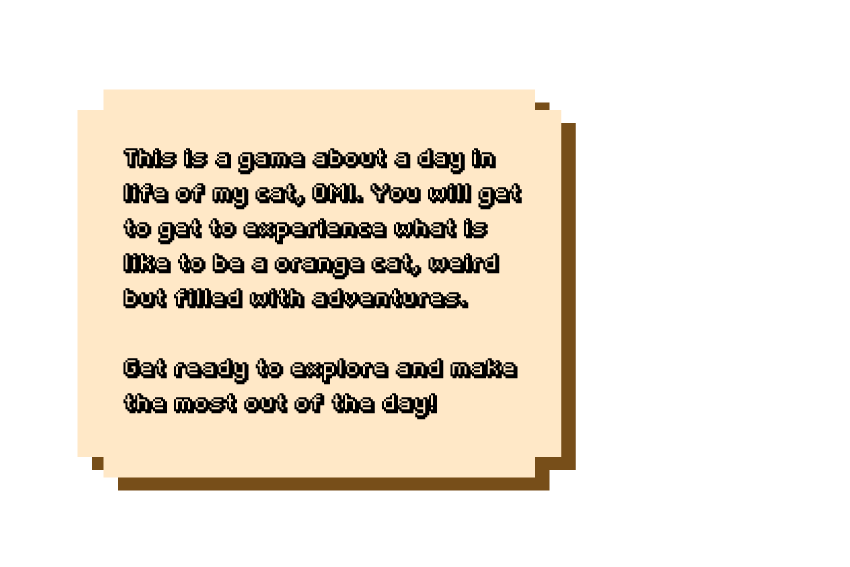 This is a game about a day in
life of my cat, OMI. You will get
to get to experience what is
like to be a orange cat, weird
but filled with adventures.
Get ready to explore and make
the most out of the day!